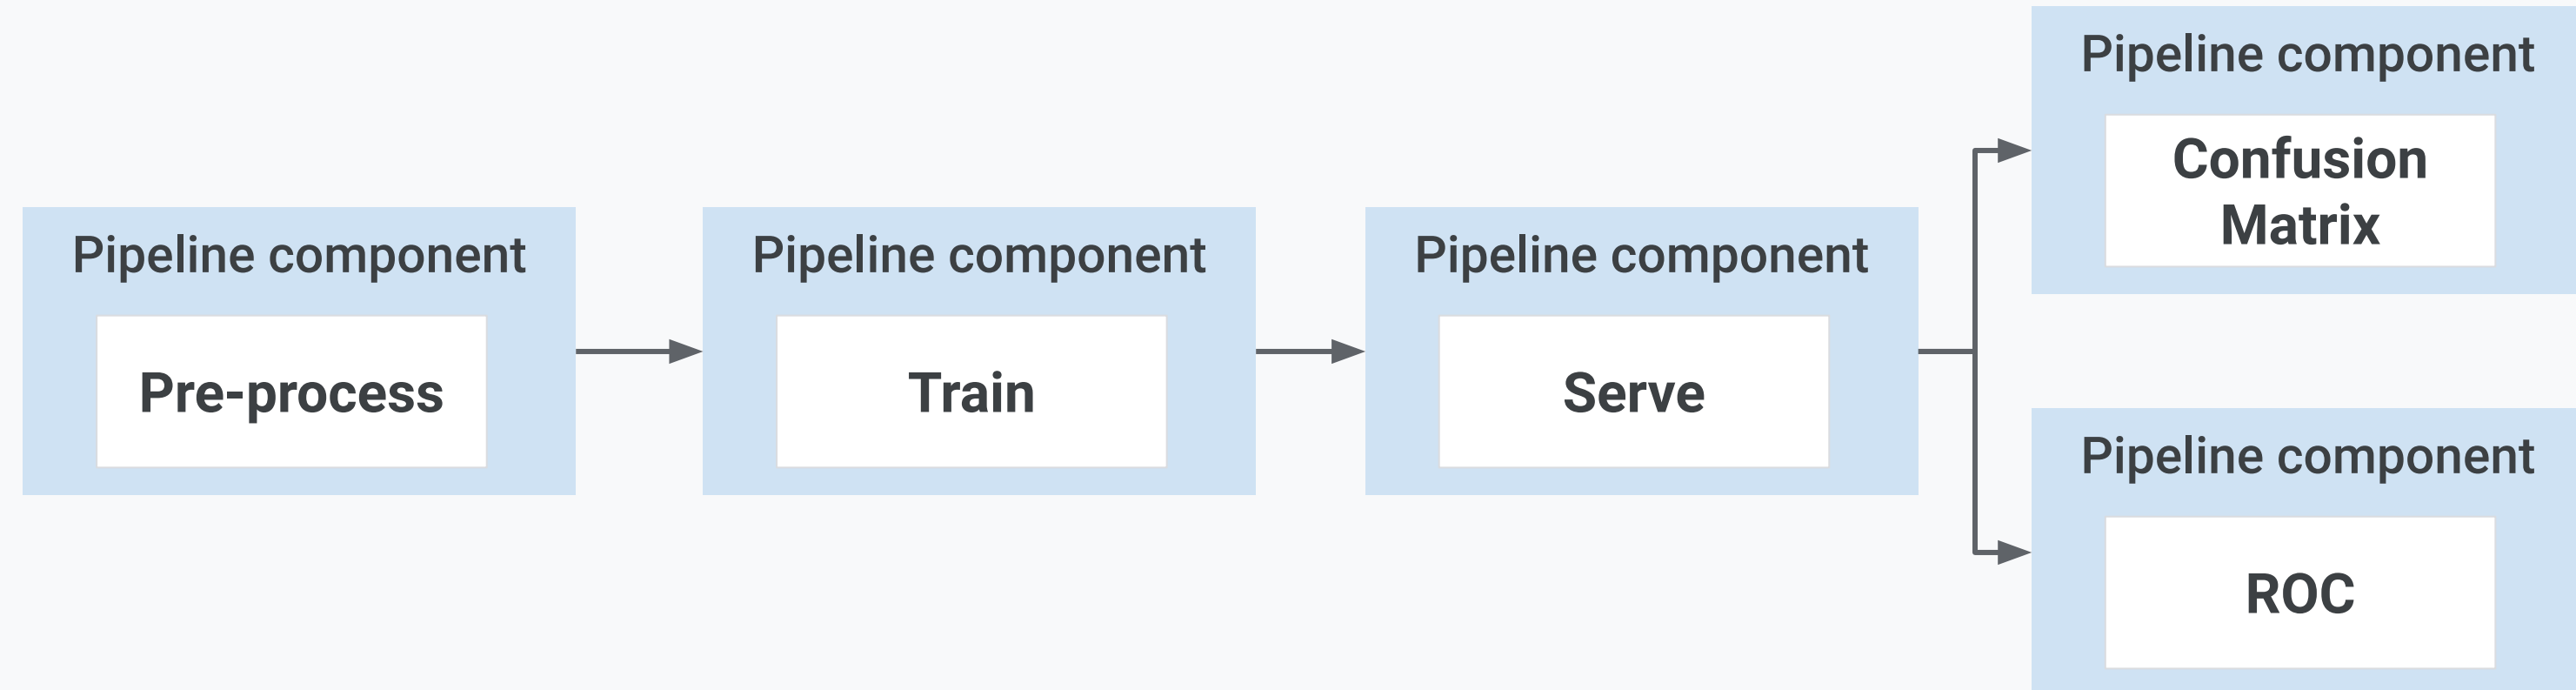 Pipeline component
Pre-process
Pipeline component
Train
Pipeline component
Serve
Pipeline component
Confusion
Matrix
Pipeline component
ROC